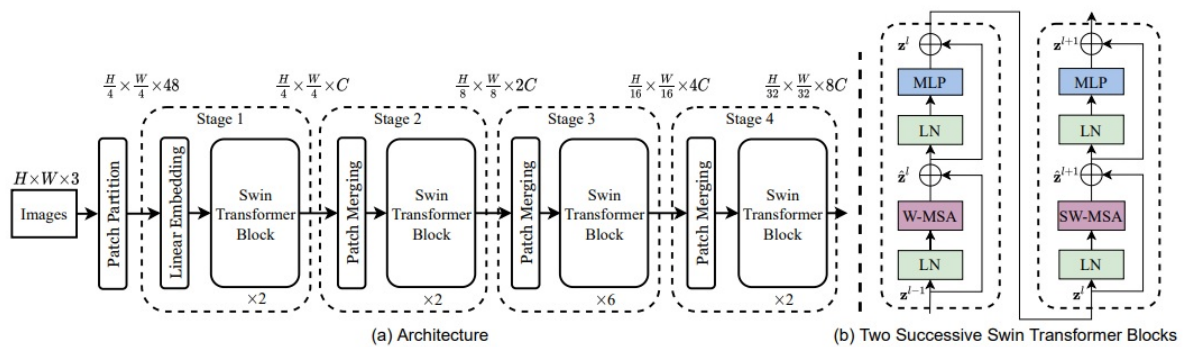 H/4 × W/4 × 48
H/4 × W/4 × C
H/8 × W/8 × 2C
H/16 × W/16 × 4C
H/32 × W/32 × 8C
H×W×3
Images
Patch Partition
Stage 1
Linear Embedding
Swin
Transformer
Block
×2
Stage 2
Patch Merging
Swin
Transformer
Block
×2
Stage 3
Patch Merging
Swin
Transformer
Block
×6
Stage 4
Patch Merging
Swin
Transformer
Block
×2
(a) Architecture
z^l
MLP
LN
ẑ^l
W-MSA
LN
z^{l-1}
z^{l+1}
MLP
LN
ẑ^{l+1}
SW-MSA
LN
z^l
(b) Two Successive Swin Transformer Blocks